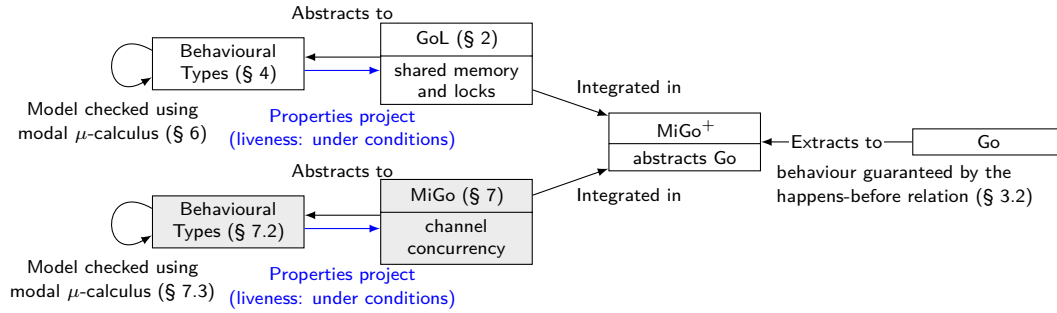 Abstracts to
GoL (§ 2)
shared memory
and locks
Behavioural
Types (§ 4)
Model checked using
modal μ-calculus (§ 6)
Properties project
(liveness: under conditions)
Integrated in
MiGo⁺
abstracts Go
Extracts to
Go
behaviour guaranteed by the
happens-before relation (§ 3.2)
Abstracts to
MiGo (§ 7)
channel
concurrency
Integrated in
Behavioural
Types (§ 7.2)
Model checked using
modal μ-calculus (§ 7.3)
Properties project
(liveness: under conditions)